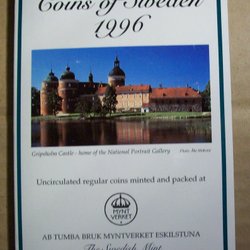 Coins of Sweden
1996
Gripsholm Castle - home of the National Portrait Gallery
Photo:
Uncirculated regular coins minted and packed at
MYNT
VERKET
AB TUMBA BRUK MYNTVERKET ESKILSTUNA
The Swedish Mint